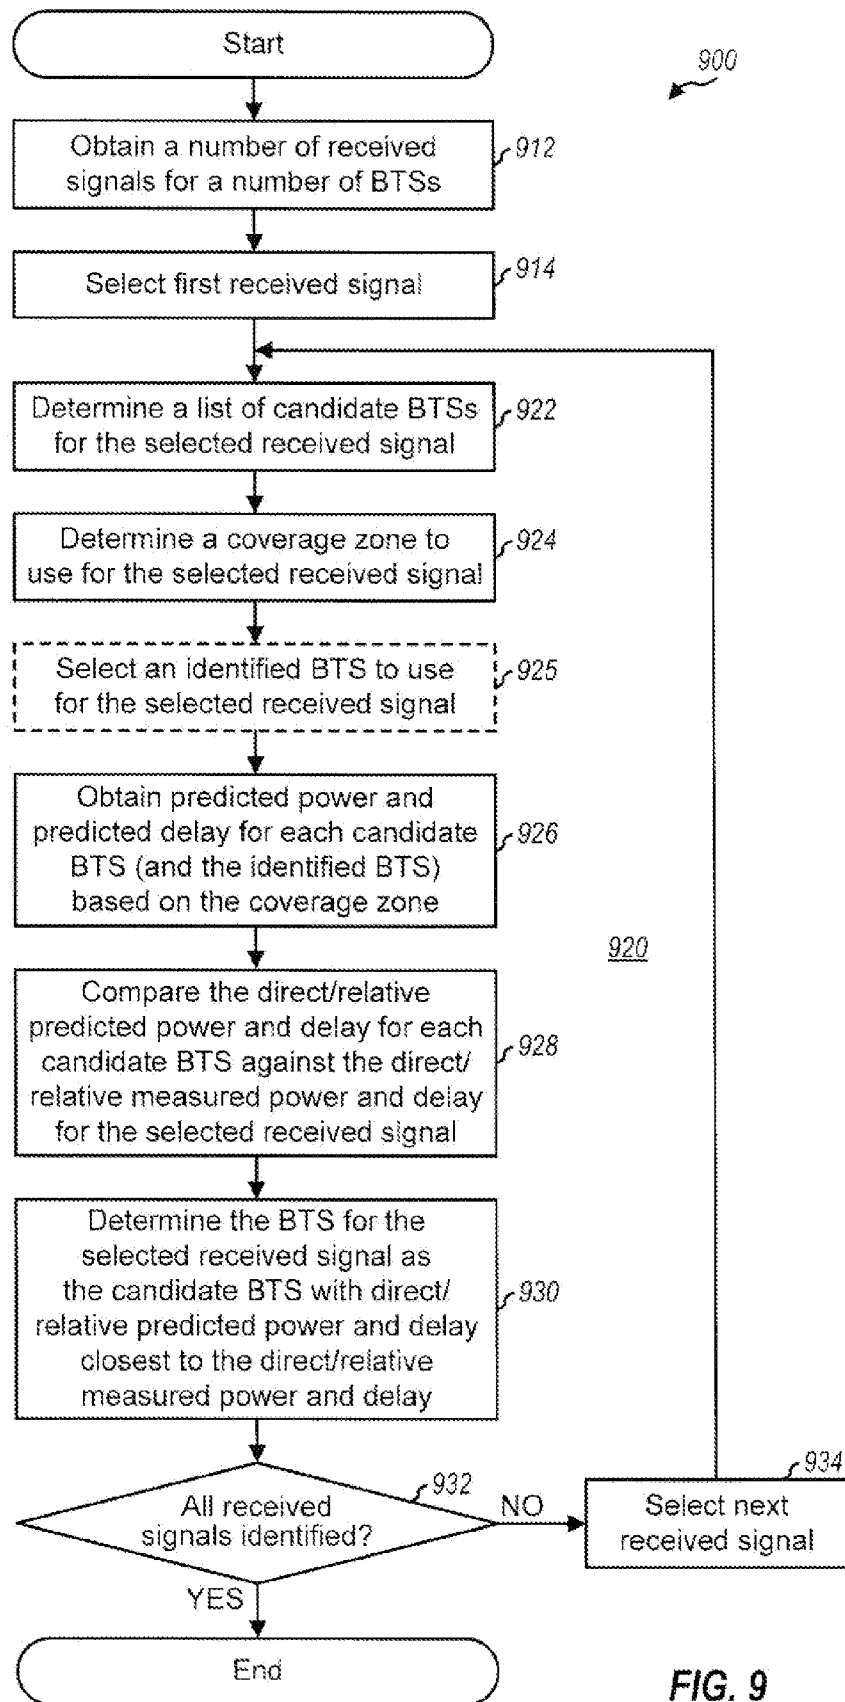 Start
900
Obtain a number of received
signals for a number of BTSs
912
Select first received signal
914
Determine a list of candidate BTSs
for the selected received signal
922
Determine a coverage zone to
use for the selected received signal
924
Select an identified BTS to use
for the selected received signal
925
Obtain predicted power and
predicted delay for each candidate
BTS (and the identified BTS)
based on the coverage zone
926
920
Compare the direct/relative
predicted power and delay for each
candidate BTS against the direct/
relative measured power and delay
for the selected received signal
928
Determine the BTS for the
selected received signal as
the candidate BTS with direct/
relative predicted power and delay
closest to the direct/relative
measured power and delay
930
All received
signals identified?
932
NO
Select next
received signal
934
YES
End
FIG. 9